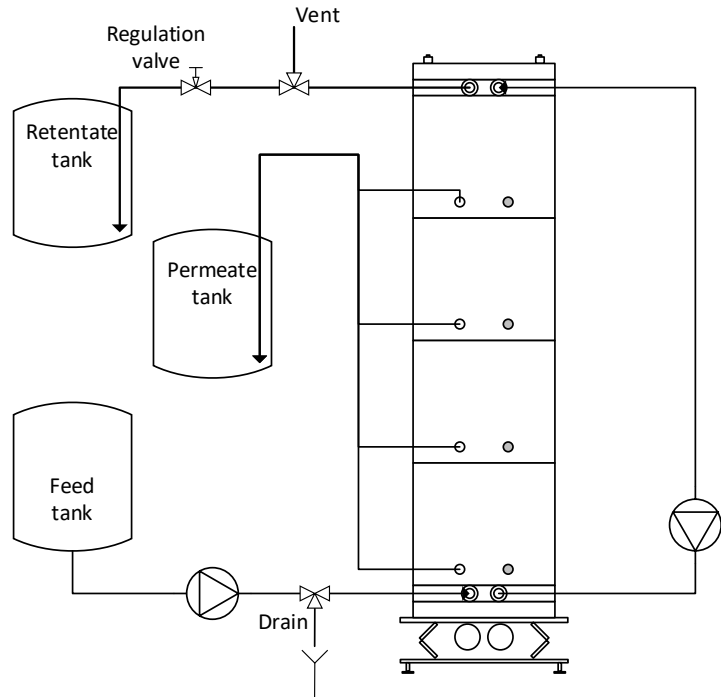 Vent
Regulation
valve
Retentate
tank
Permeate
tank
Feed
tank
Drain